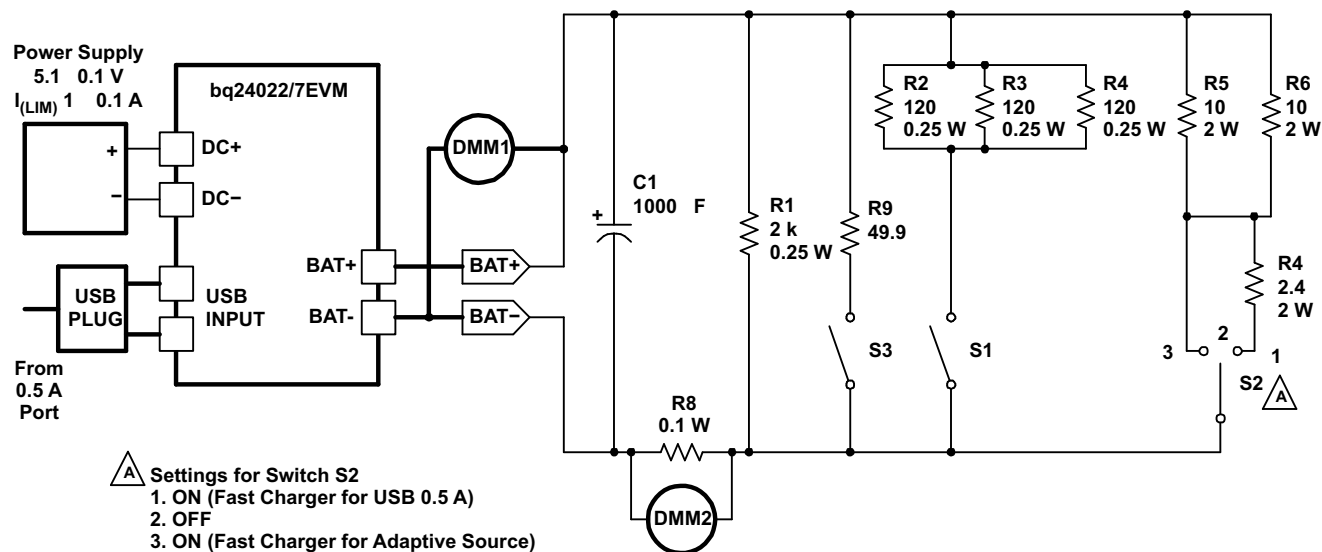 Power Supply
5.1 0.1 V
I(LIM) 1 0.1 A
+
−
bq24022/7EVM
DC+
DC−
USB
PLUG
USB
INPUT
From
0.5 A
Port
BAT+
BAT-
BAT+
BAT−
DMM1
C1
1000 F
+
R1
2 k
0.25 W
R9
49.9
R2
120
0.25 W
R3
120
0.25 W
R4
120
0.25 W
R5
10
2 W
R6
10
2 W
R4
2.4
2 W
S3
S1
3
2
1
S2
A
R8
0.1 W
DMM2
A Settings for Switch S2
1. ON (Fast Charger for USB 0.5 A)
2. OFF
3. ON (Fast Charger for Adaptive Source)